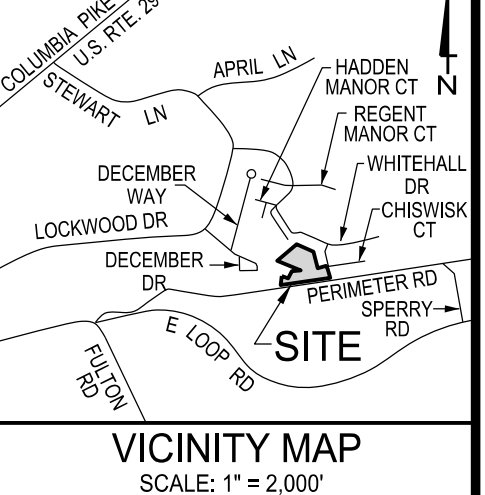 COLUMBIA PIKE
U.S. RTE. 29
STEWART LN
APRIL LN
HADDEN
MANOR CT
N
REGENT
MANOR CT
WHITEHALL
DR
CHISWISK
CT
DECEMBER
WAY
LOCKWOOD DR
DECEMBER
DR
PERIMETER RD
SPERRY
RD
E LOOP RD
SITE
FULTON
RD
VICINITY MAP
SCALE: 1" = 2,000'